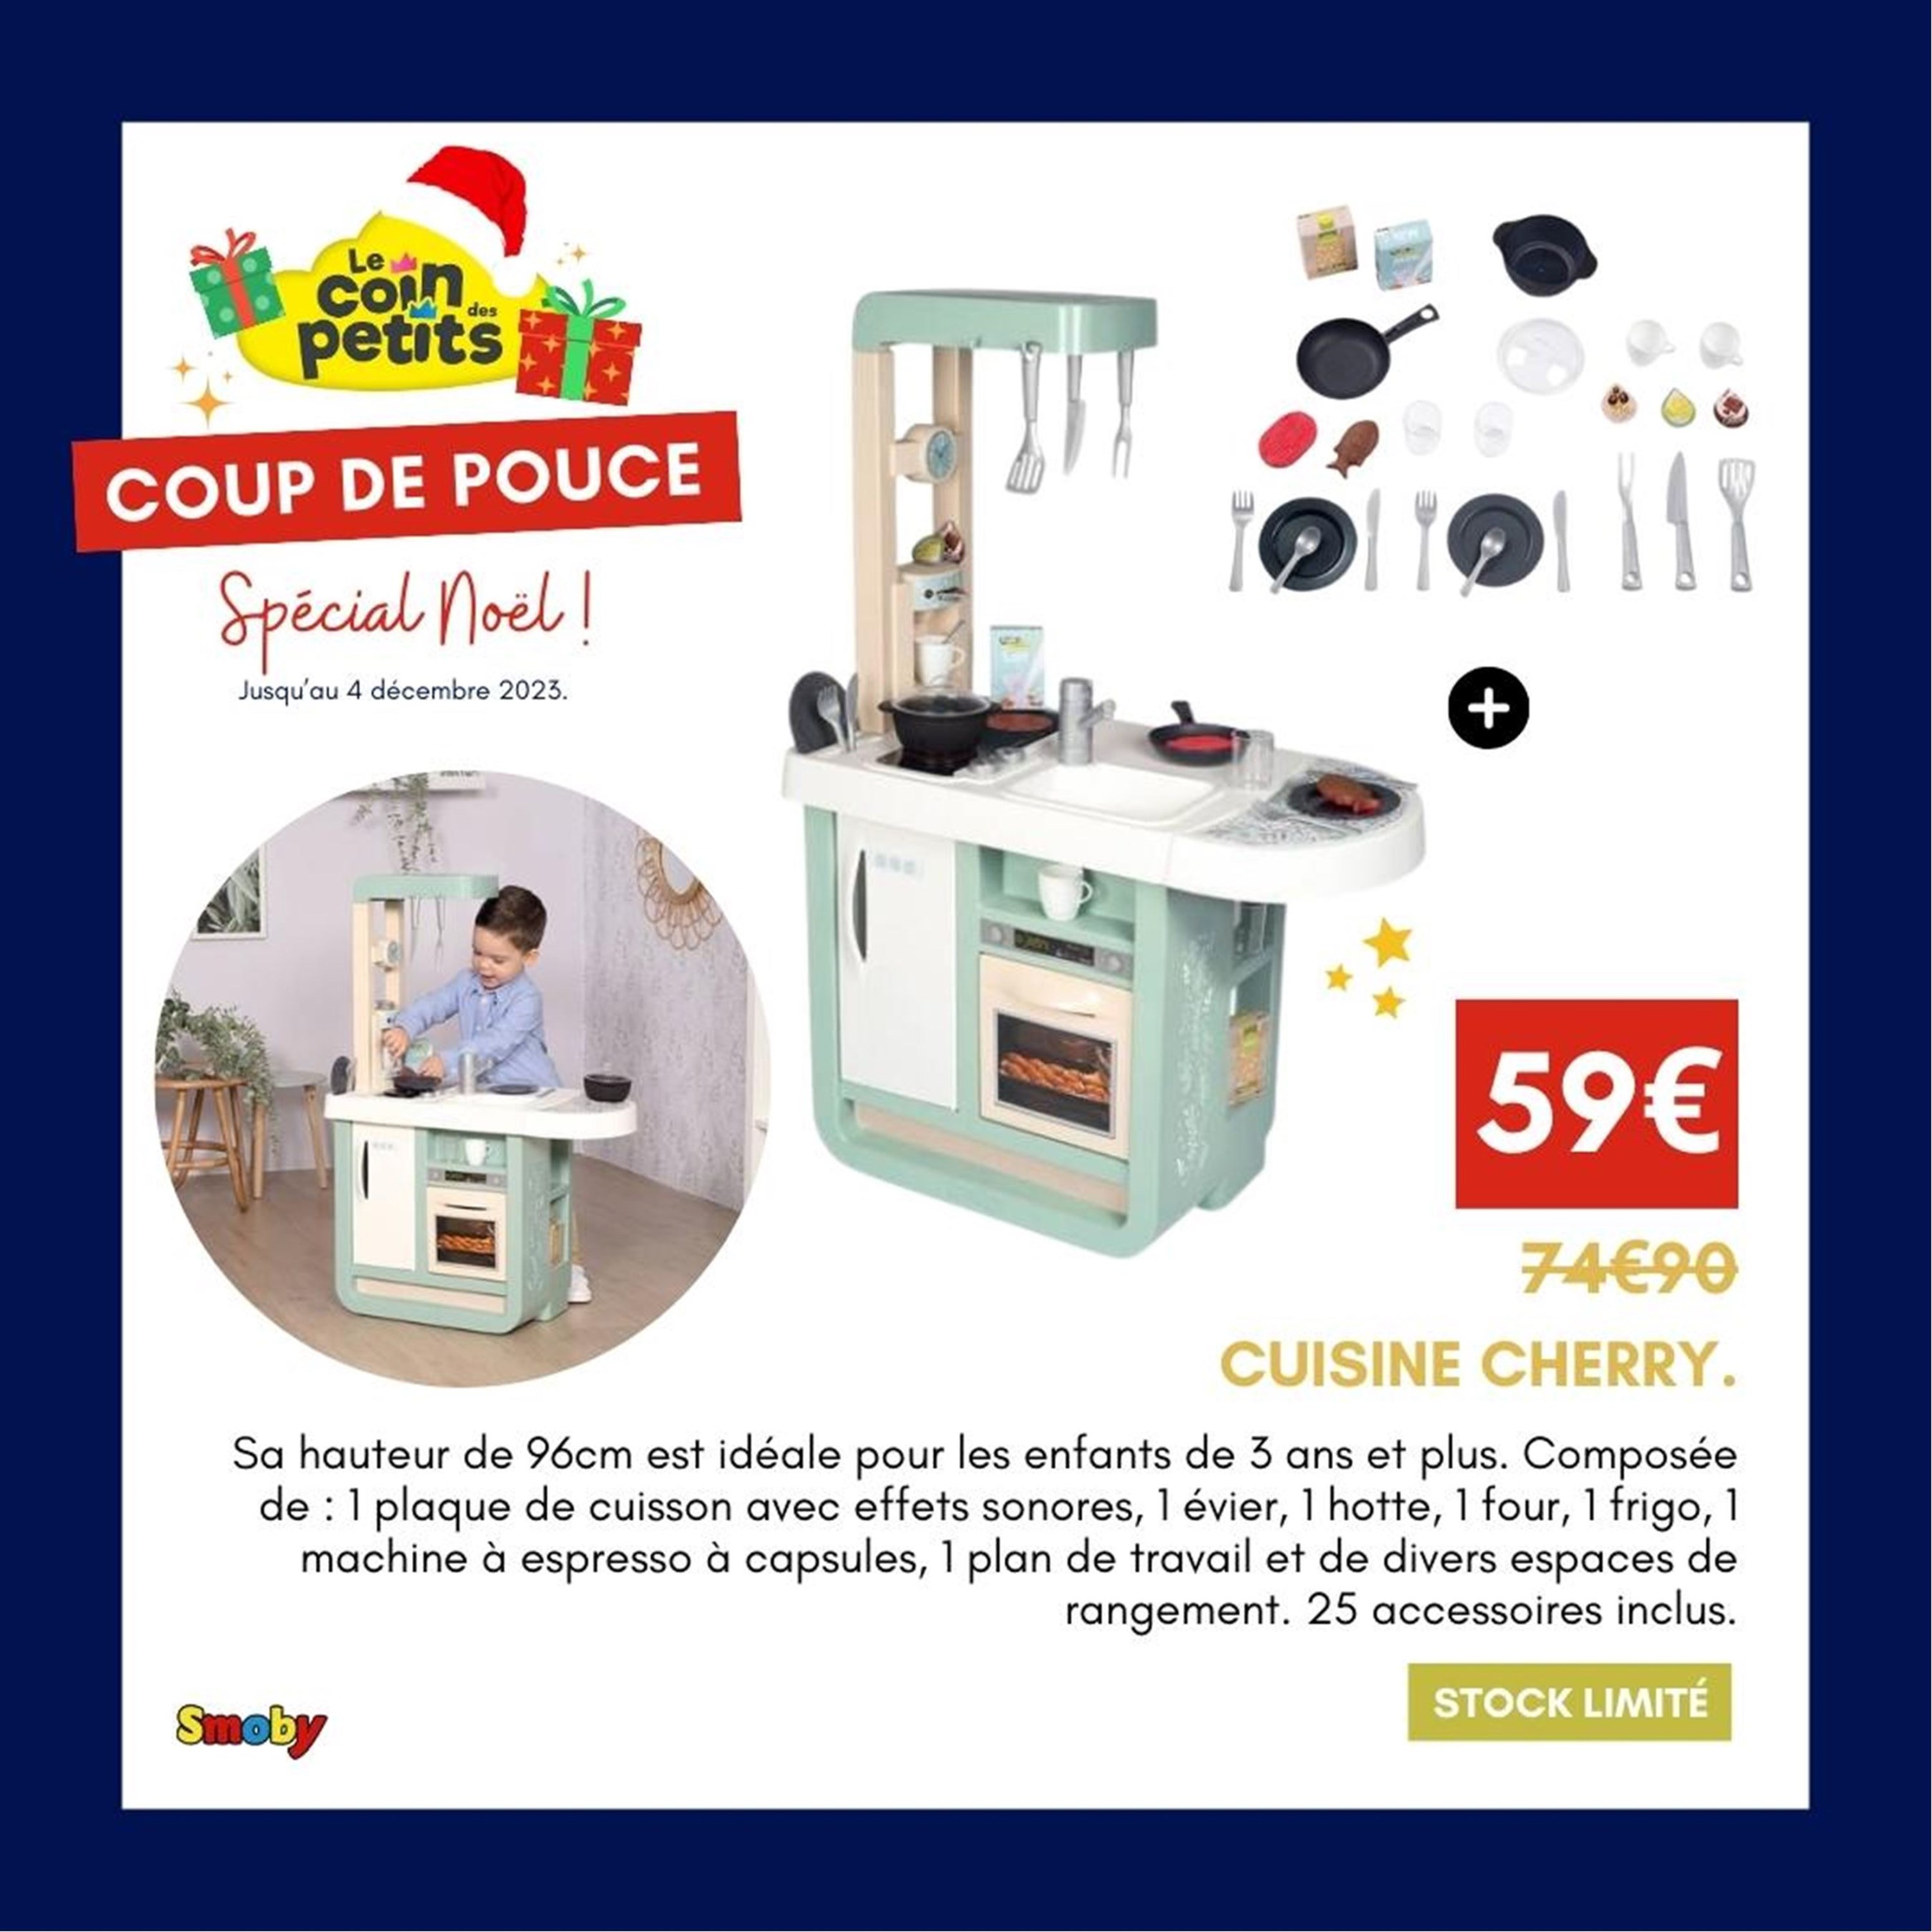 Le
coin
des
petits
COUP DE POUCE
Spécial Noël !
Jusqu'au 4 décembre 2023.
+
59€
74€90
CUISINE CHERRY.
Sa hauteur de 96cm est idéale pour les enfants de 3 ans et plus. Composée
de : 1 plaque de cuisson avec effets sonores, 1 évier, 1 hotte, 1 four, 1 frigo, 1
machine à espresso à capsules, 1 plan de travail et de divers espaces de
rangement. 25 accessoires inclus.
STOCK LIMITÉ
Smoby